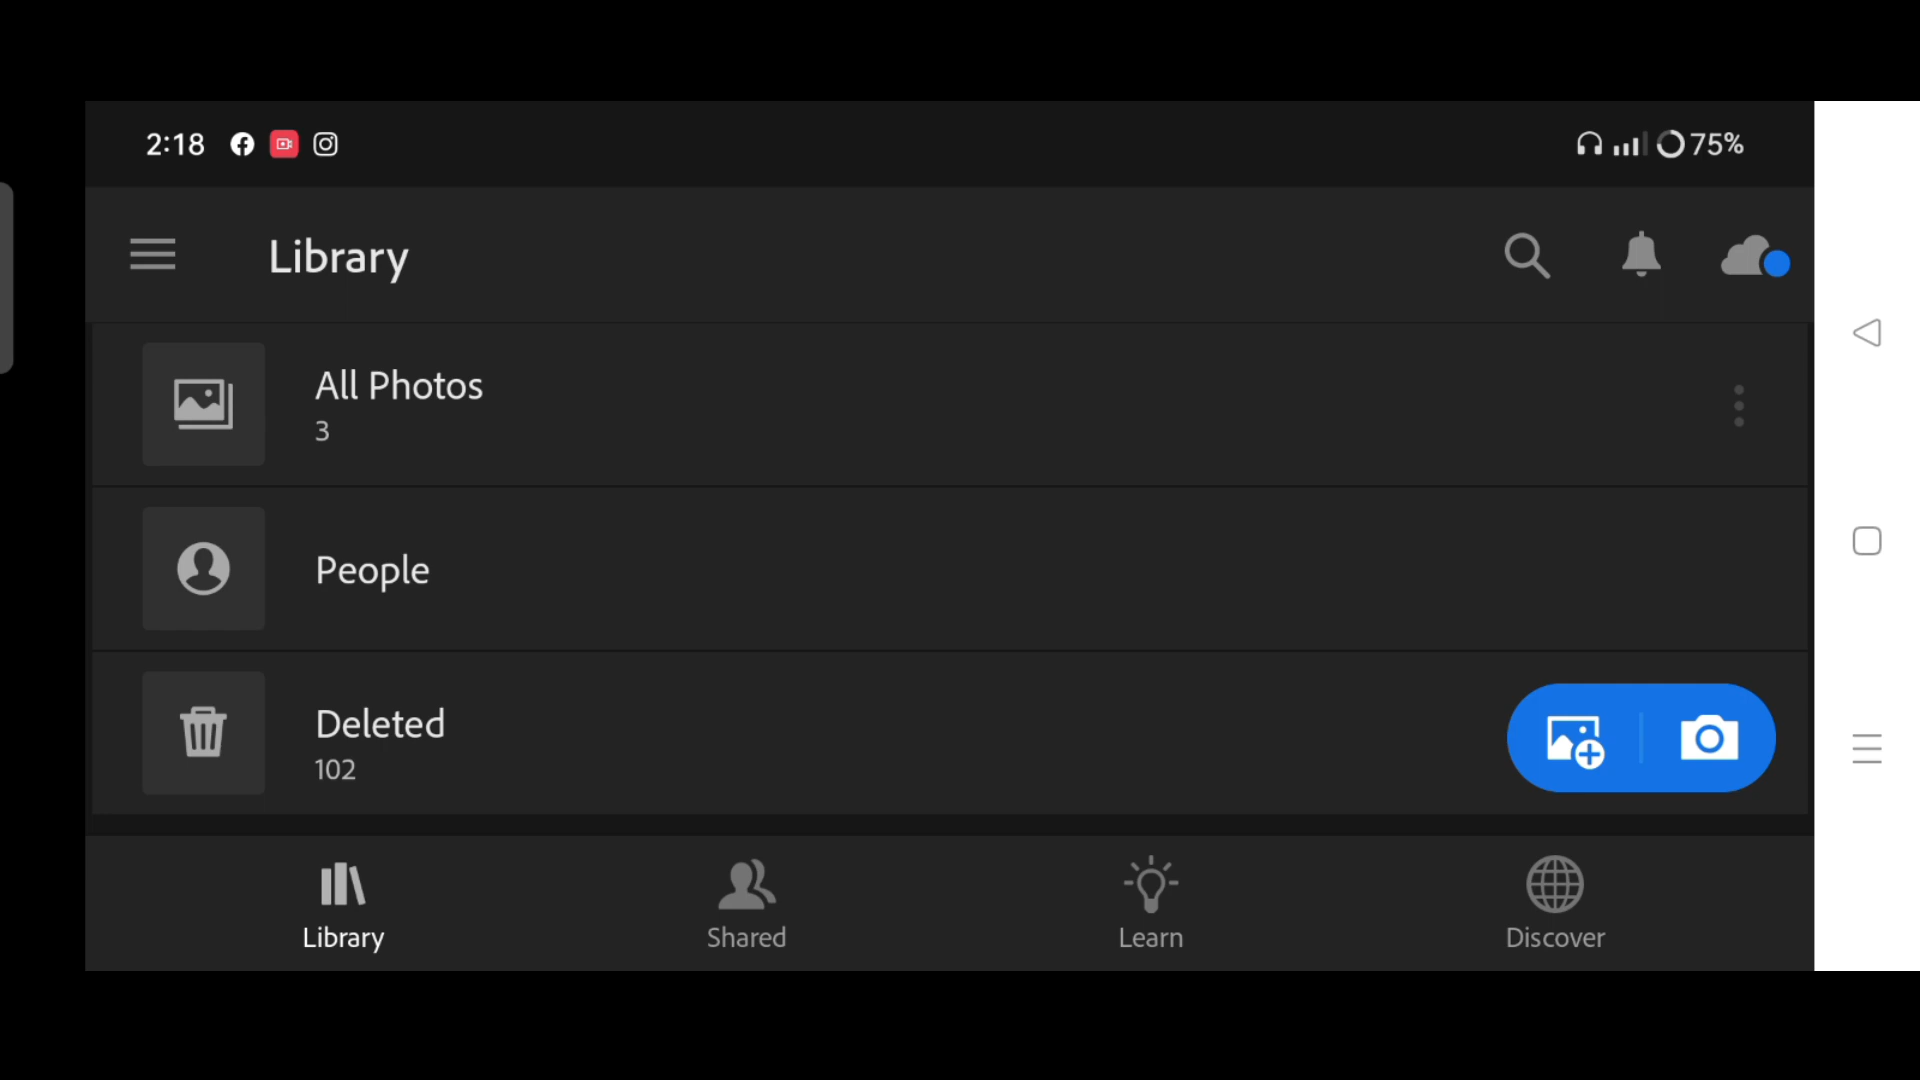 2:18 75%
Library
All Photos
3
People
Deleted
102
Library Shared Learn Discover